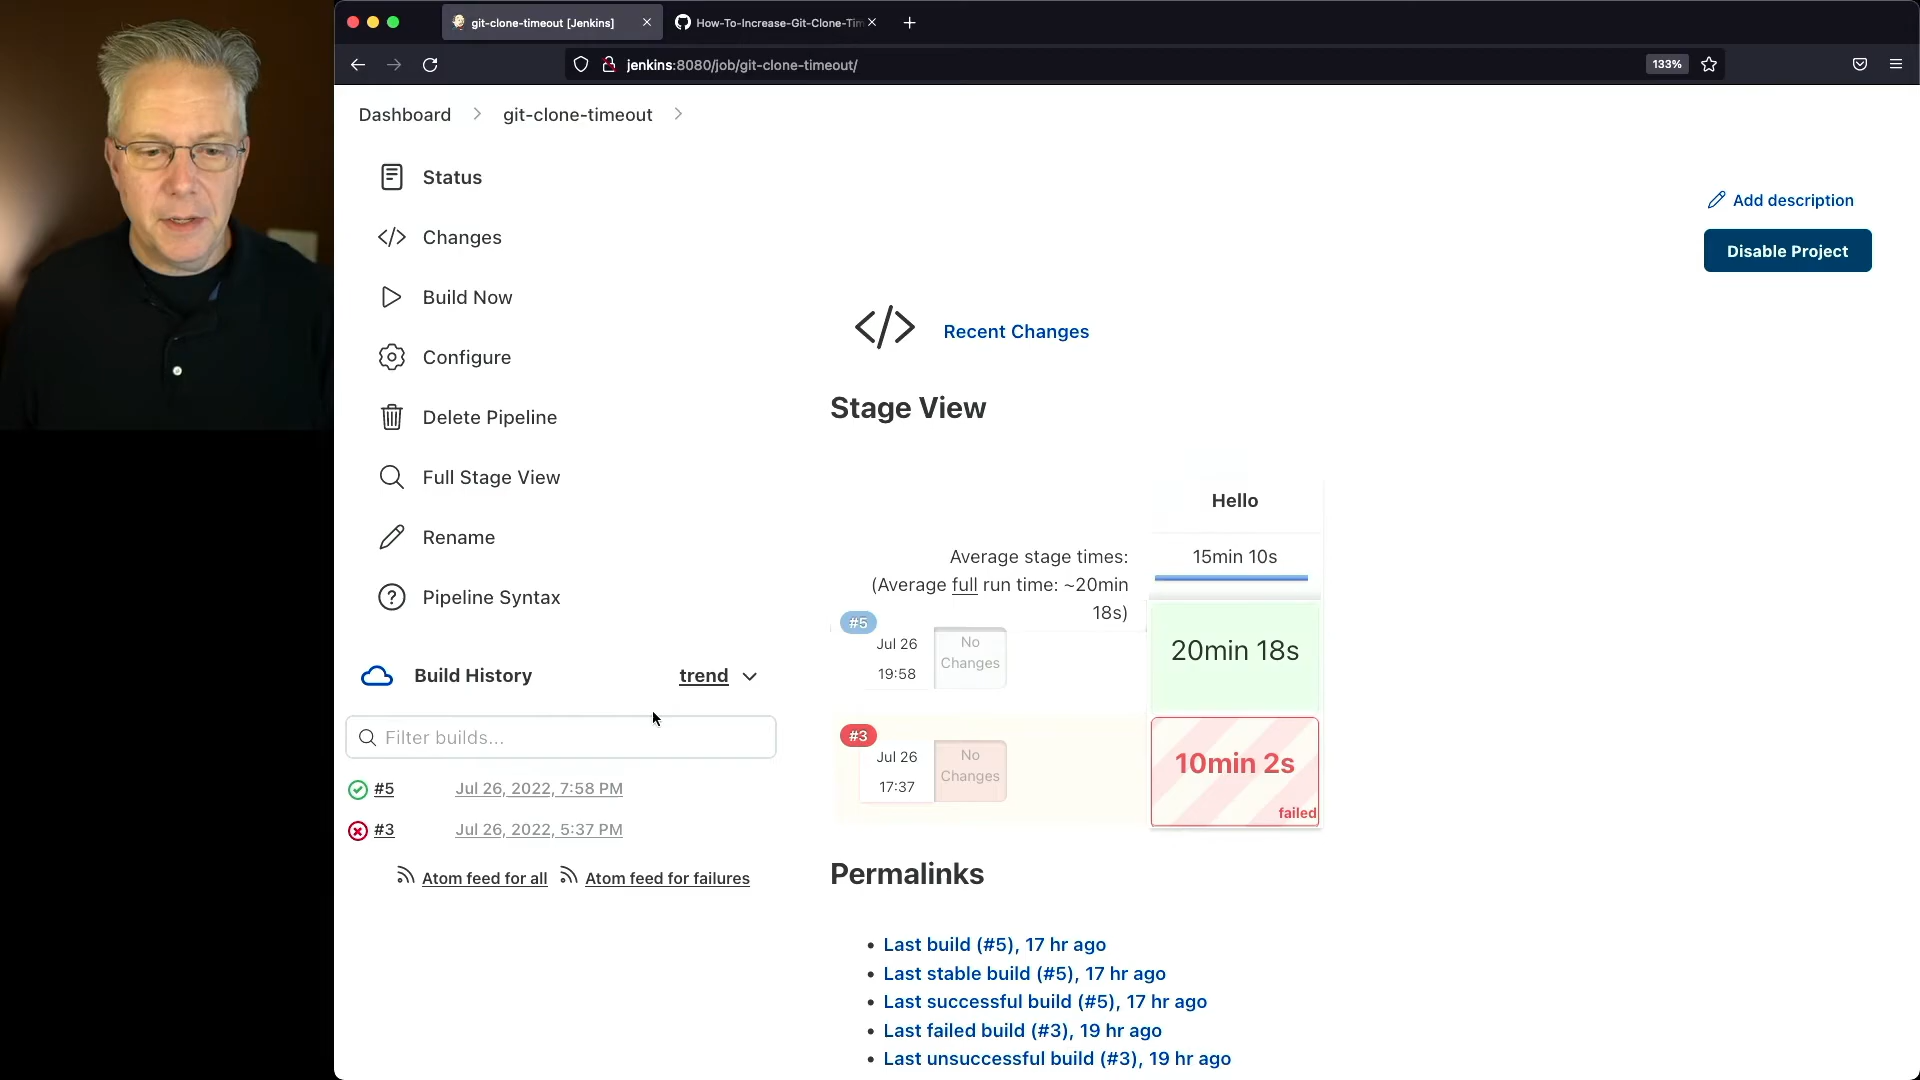 git-clone-timeout [Jenkins]
How-To-Increase-Git-Clone-Tim
jenkins:8080/job/git-clone-timeout/
133%
Dashboard
git-clone-timeout
Status
Changes
Build Now
Configure
Delete Pipeline
Full Stage View
Rename
Pipeline Syntax
Build History
trend
Filter builds...
#5
Jul 26, 2022, 7:58 PM
#3
Jul 26, 2022, 5:37 PM
Atom feed for all
Atom feed for failures
Add description
Disable Project
Recent Changes
Stage View
Hello
Average stage times:
15min 10s
(Average full run time: ~20min
18s)
#5
Jul 26
19:58
No
Changes
20min 18s
#3
Jul 26
17:37
No
Changes
10min 2s
failed
Permalinks
• Last build (#5), 17 hr ago
• Last stable build (#5), 17 hr ago
• Last successful build (#5), 17 hr ago
• Last failed build (#3), 19 hr ago
• Last unsuccessful build (#3), 19 hr ago